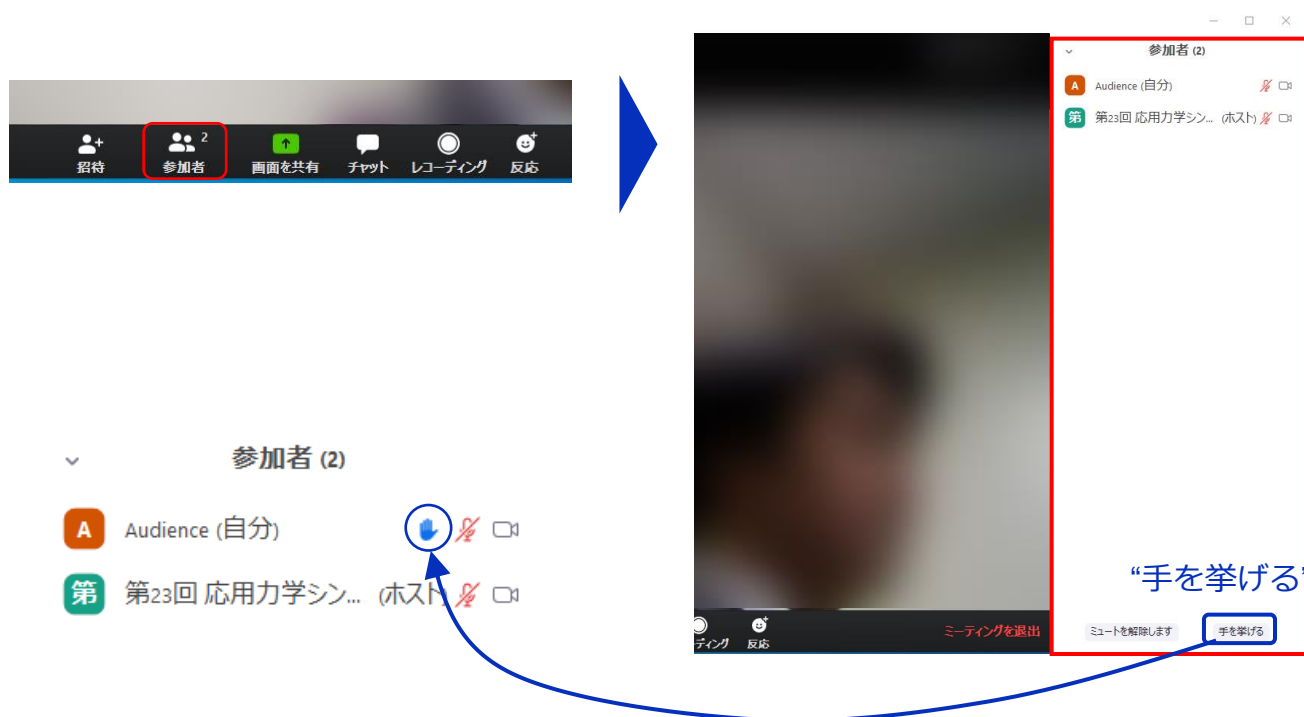 2
招待
参加者
画面を共有
チャット
レコーディング
反応
参加者 (2)
A Audience (自分)
第 第23回 応用力学シン... (ホスト)
“手を挙げる”
ミュートを解除します
手を挙げる
ディング
反応
ミーティングを退出
参加者 (2)
A Audience (自分)
第 第23回 応用力学シン... (ホスト)